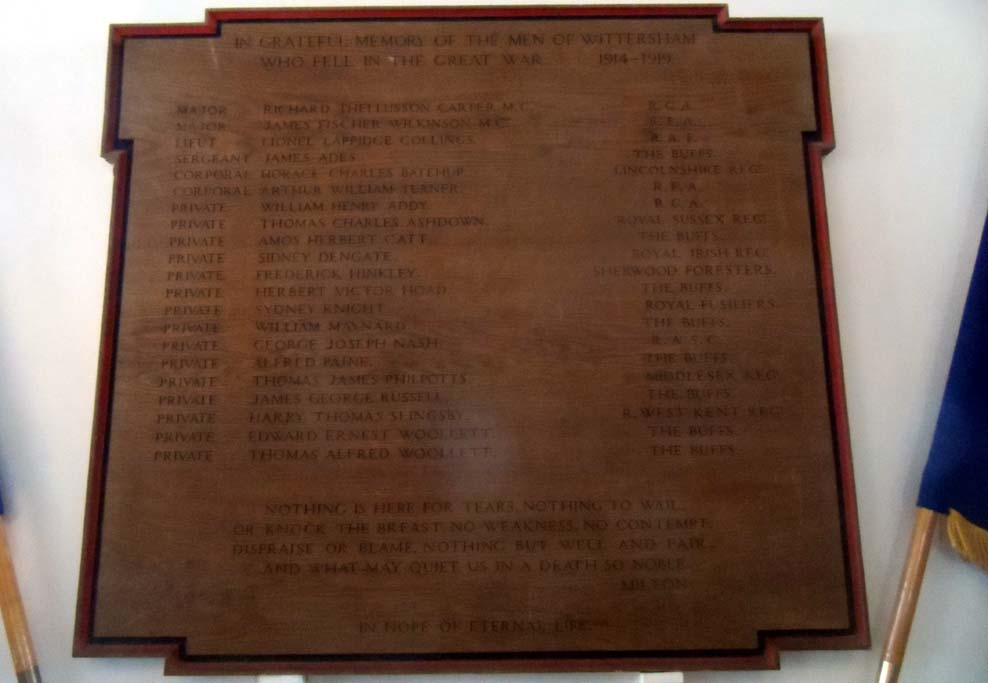 IN GRATEFUL MEMORY OF THE MEN OF WITTERSHAM
WHO FELL IN THE GREAT WAR 1914-1919.
MAJOR RICHARD THELLUSSON CARTER, M.C. R.G.A.
MAJOR JAMES FISCHER WILKINSON M.C. R.F.A.
LIEUT LIONEL LAPPIDGE COLLINGS. R.A.F.
SERGEANT JAMES ADES. THE BUFFS.
CORPORAL HORACE CHARLES BATEHUP. LINCOLNSHIRE REG.
CORPORAL ARTHUR WILLIAM TURNER. R.F.A.
PRIVATE WILLIAM HENRY ADDY. R.G.A.
PRIVATE THOMAS CHARLES ASHDOWN. ROYAL SUSSEX REG.
PRIVATE AMOS HERBERT CATT. THE BUFFS.
PRIVATE SIDNEY DENGATE. ROYAL IRISH REG.
PRIVATE FREDERICK HINKLEY. SHERWOOD FORESTERS.
PRIVATE HERBERT VICTOR HOAD. THE BUFFS.
PRIVATE SYDNEY KNIGHT. ROYAL FUSILIERS.
PRIVATE WILLIAM MAYNARD. THE BUFFS.
PRIVATE GEORGE JOSEPH NASH. R.A.S.C.
PRIVATE ALFRED PAINE. THE BUFFS.
PRIVATE THOMAS JAMES PHILPOTTS. MIDDLESEX REG.
PRIVATE JAMES GEORGE RUSSELL. THE BUFFS.
PRIVATE HARRY THOMAS SLINGSBY. R. WEST KENT REG.
PRIVATE EDWARD ERNEST WOOLLETT. THE BUFFS.
PRIVATE THOMAS ALFRED WOOLLETT. THE BUFFS.
NOTHING IS HERE FOR TEARS, NOTHING TO WAIL,
OR KNOCK THE BREAST, NO WEAKNESS, NO CONTEMPT,
DISPRAISE OR BLAME, NOTHING BUT WELL AND FAIR,
AND WHAT MAY QUIET US IN A DEATH SO NOBLE.
MILTON.
IN HOPE OF ETERNAL LIFE.